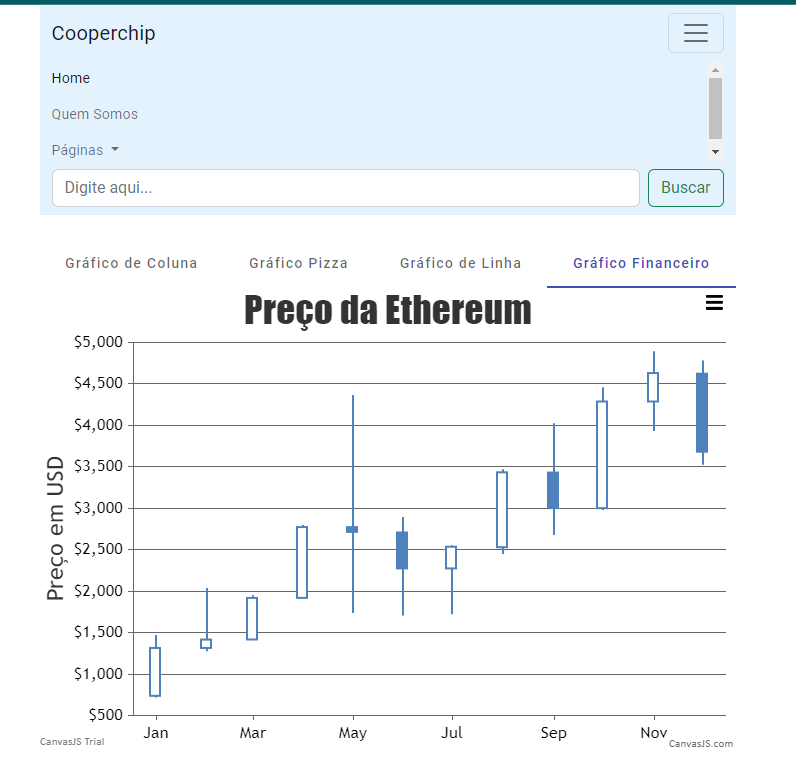 Cooperchip
Home
Quem Somos
Páginas
Digite aqui...
Buscar
Gráfico de Coluna
Gráfico Pizza
Gráfico de Linha
Gráfico Financeiro
Preço da Ethereum
Preço em USD
$5,000
$4,500
$4,000
$3,500
$3,000
$2,500
$2,000
$1,500
$1,000
$500
Jan
Mar
May
Jul
Sep
Nov
CanvasJS Trial
CanvasJS.com